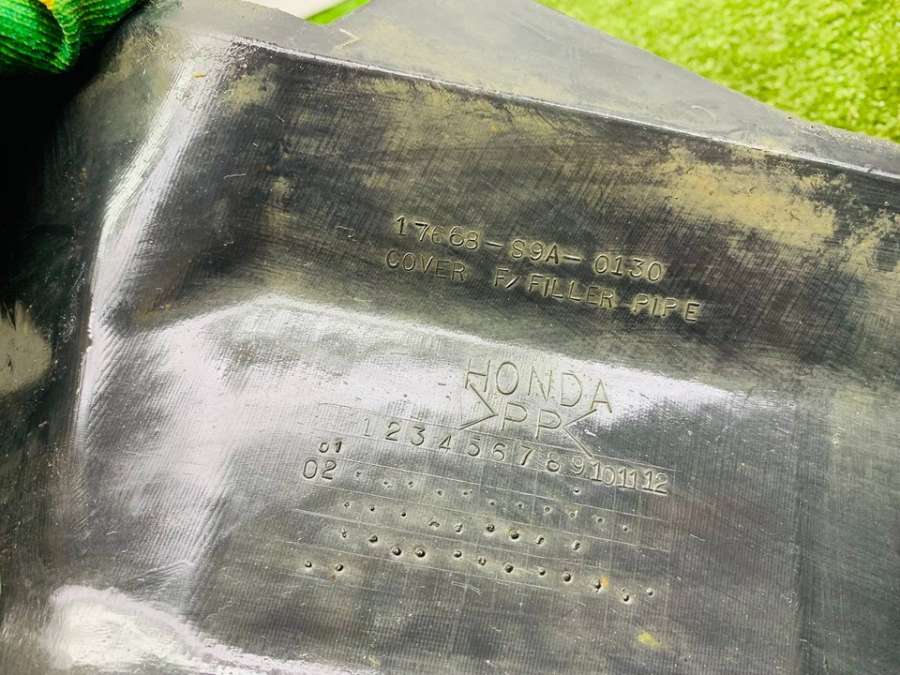 17668-S9A-0130
COVER F/FILLER PIPE
HONDA
>PP<
1 2 3 4 5 6 7 8 9 10 11 12
01
02